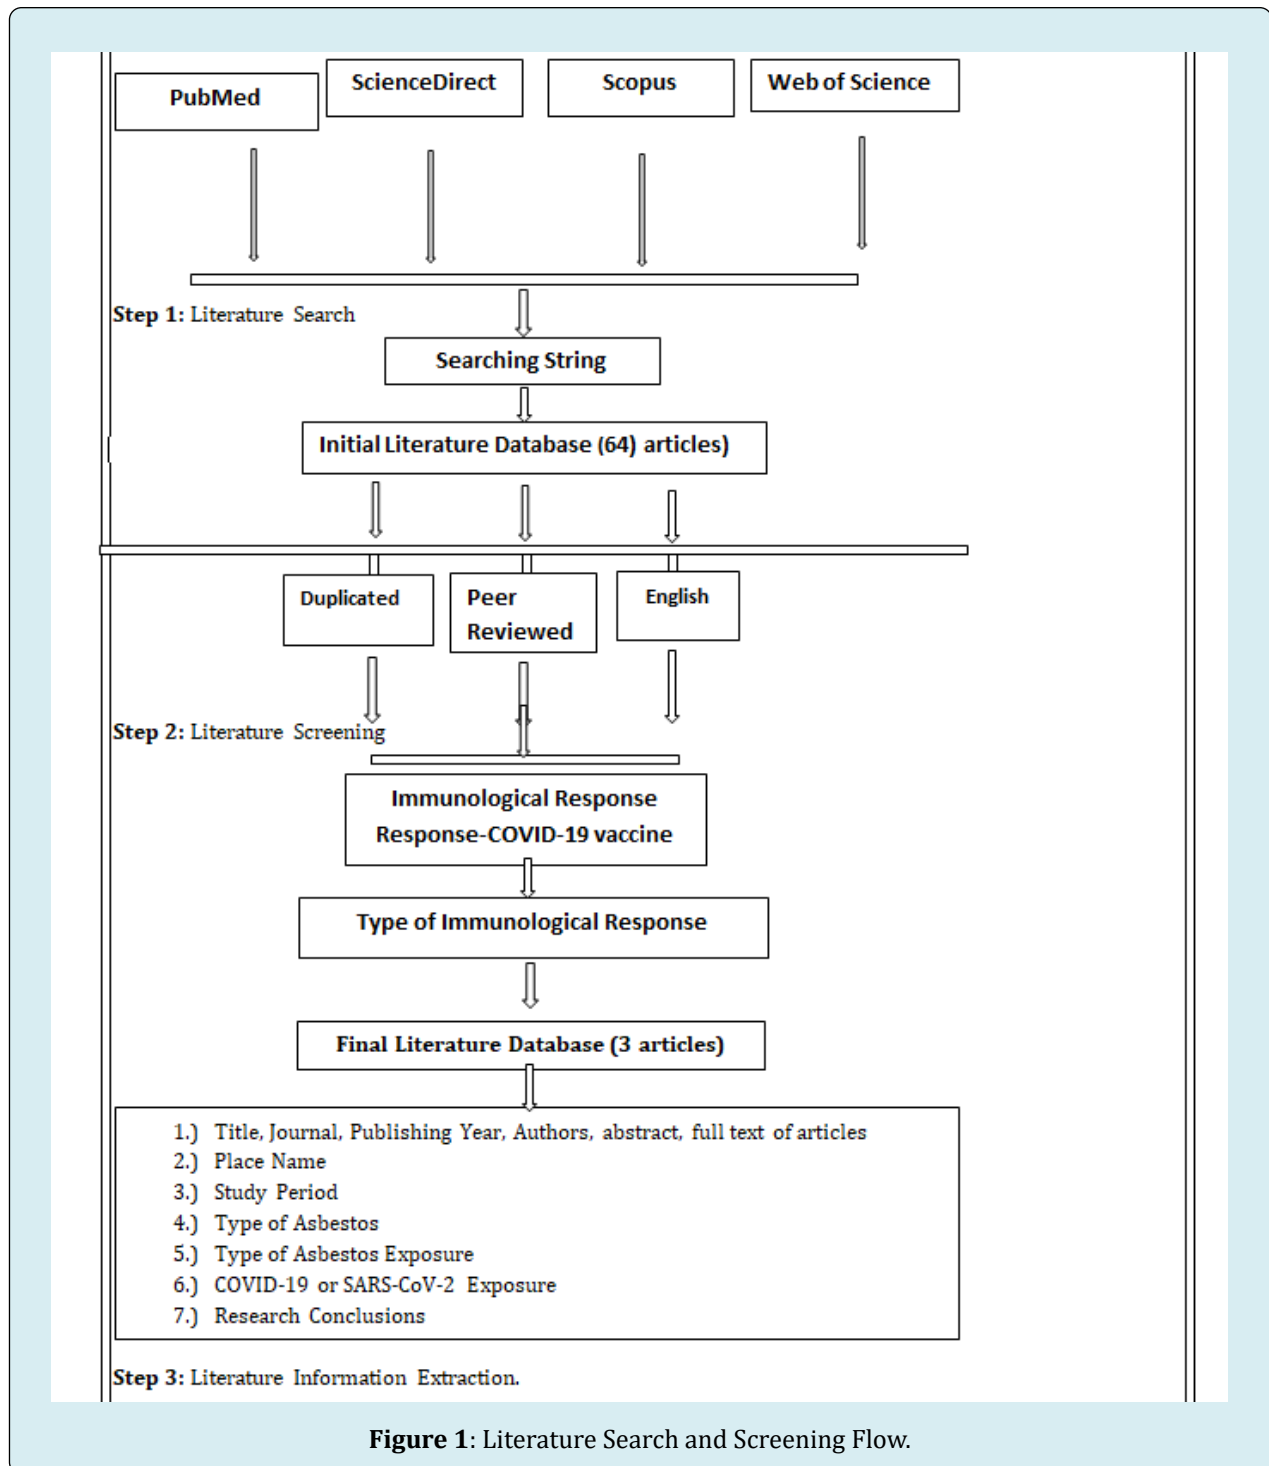 PubMed
ScienceDirect
Scopus
Web of Science
Step 1: Literature Search
Searching String
Initial Literature Database (64) articles)
Duplicated
Peer
Reviewed
English
Step 2: Literature Screening
Immunological Response
Response-COVID-19 vaccine
Type of Immunological Response
Final Literature Database (3 articles)
1.) Title, Journal, Publishing Year, Authors, abstract, full text of articles
2.) Place Name
3.) Study Period
4.) Type of Asbestos
5.) Type of Asbestos Exposure
6.) COVID-19 or SARS-CoV-2 Exposure
7.) Research Conclusions
Step 3: Literature Information Extraction.
Figure 1: Literature Search and Screening Flow.